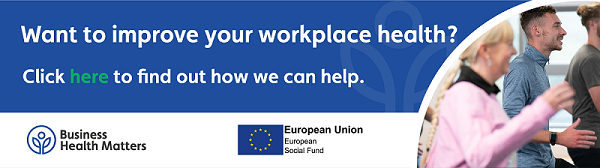 Want to improve your workplace health?
Click here to find out how we can help.
Business
Health Matters
European Union
European
Social Fund